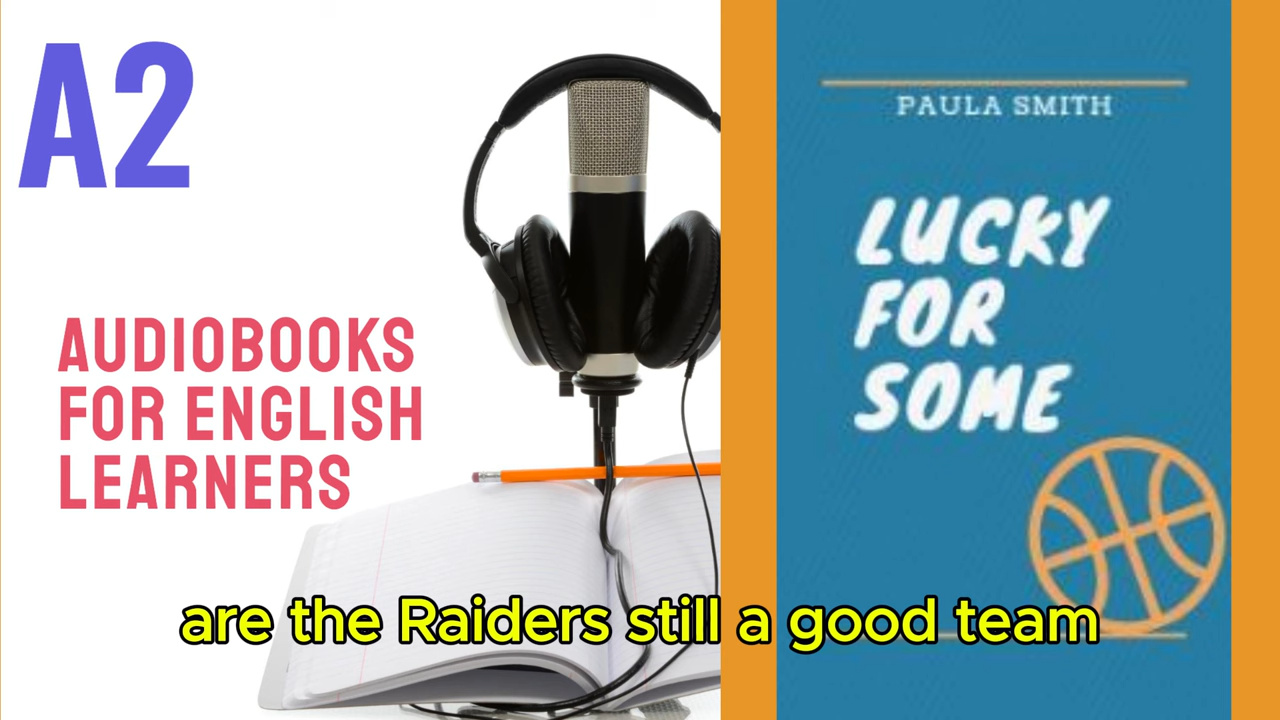 A2
AUDIOBOOKS
FOR ENGLISH
LEARNERS
PAULA SMITH
LUCKY
FOR
SOME
are the Raiders still a good team